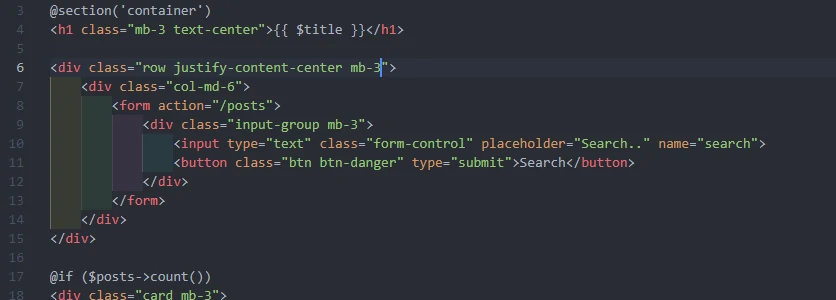 3 @section('container')
4 <h1 class="mb-3 text-center">{{ $title }}</h1>
5
6 <div class="row justify-content-center mb-3">
7 <div class="col-md-6">
8 <form action="/posts">
9 <div class="input-group mb-3">
10 <input type="text" class="form-control" placeholder="Search.." name="search">
11 <button class="btn btn-danger" type="submit">Search</button>
12 </div>
13 </form>
14 </div>
15 </div>
16
17 @if ($posts->count())
18 <div class="card mb-3">